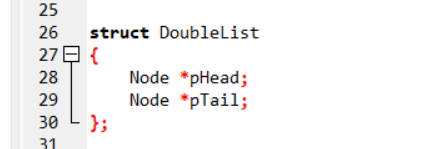 25
26 struct DoubleList
27 {
28 Node *pHead;
29 Node *pTail;
30 };
31